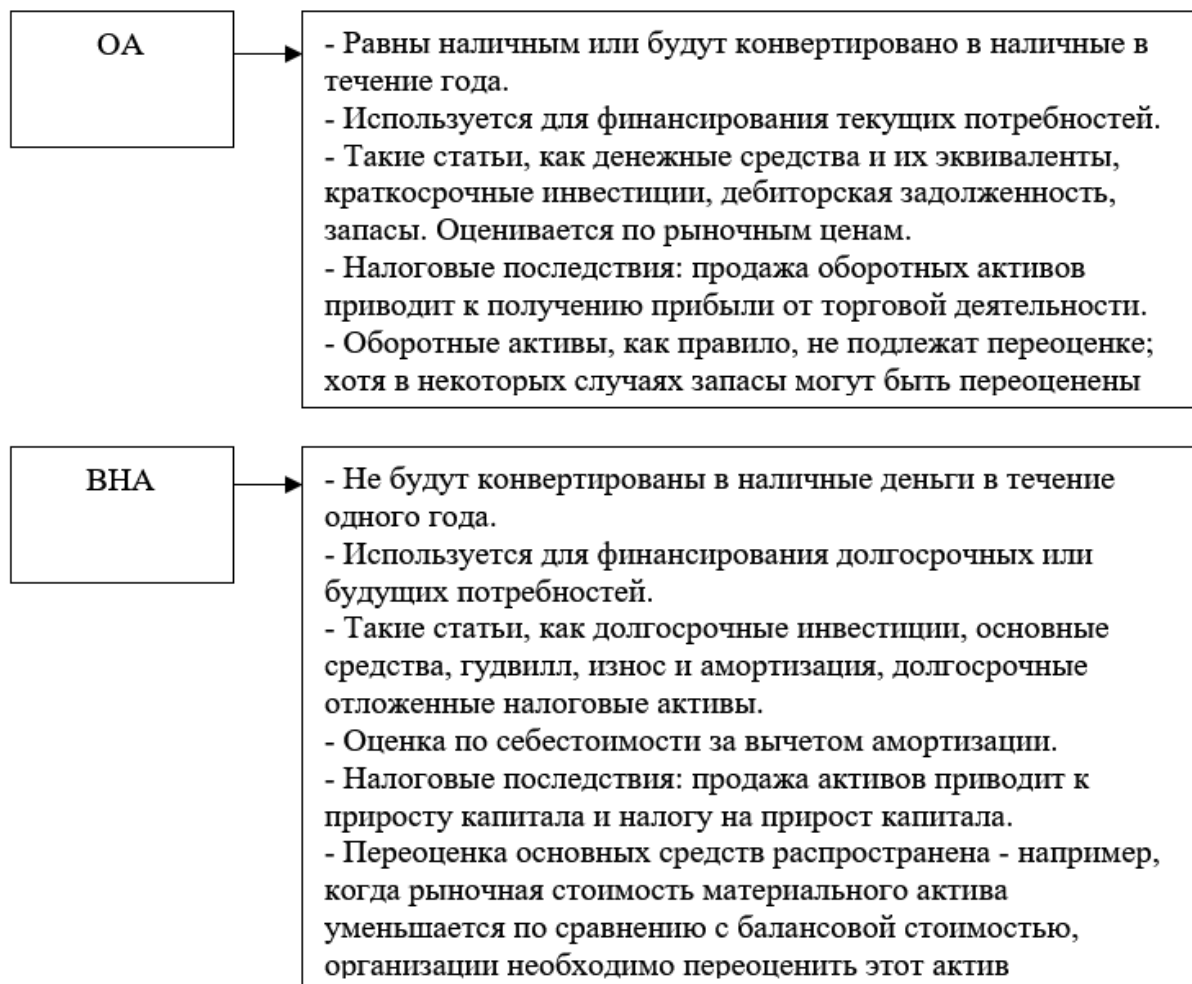 ОА
- Равны наличным или будут конвертировано в наличные в
течение года.
- Используется для финансирования текущих потребностей.
- Такие статьи, как денежные средства и их эквиваленты,
краткосрочные инвестиции, дебиторская задолженность,
запасы. Оценивается по рыночным ценам.
- Налоговые последствия: продажа оборотных активов
приводит к получению прибыли от торговой деятельности.
- Оборотные активы, как правило, не подлежат переоценке;
хотя в некоторых случаях запасы могут быть переоценены
ВНА
- Не будут конвертированы в наличные деньги в течение
одного года.
- Используется для финансирования долгосрочных или
будущих потребностей.
- Такие статьи, как долгосрочные инвестиции, основные
средства, гудвилл, износ и амортизация, долгосрочные
отложенные налоговые активы.
- Оценка по себестоимости за вычетом амортизации.
- Налоговые последствия: продажа активов приводит к
приросту капитала и налогу на прирост капитала.
- Переоценка основных средств распространена - например,
когда рыночная стоимость материального актива
уменьшается по сравнению с балансовой стоимостью,
организации необходимо переоценить этот актив